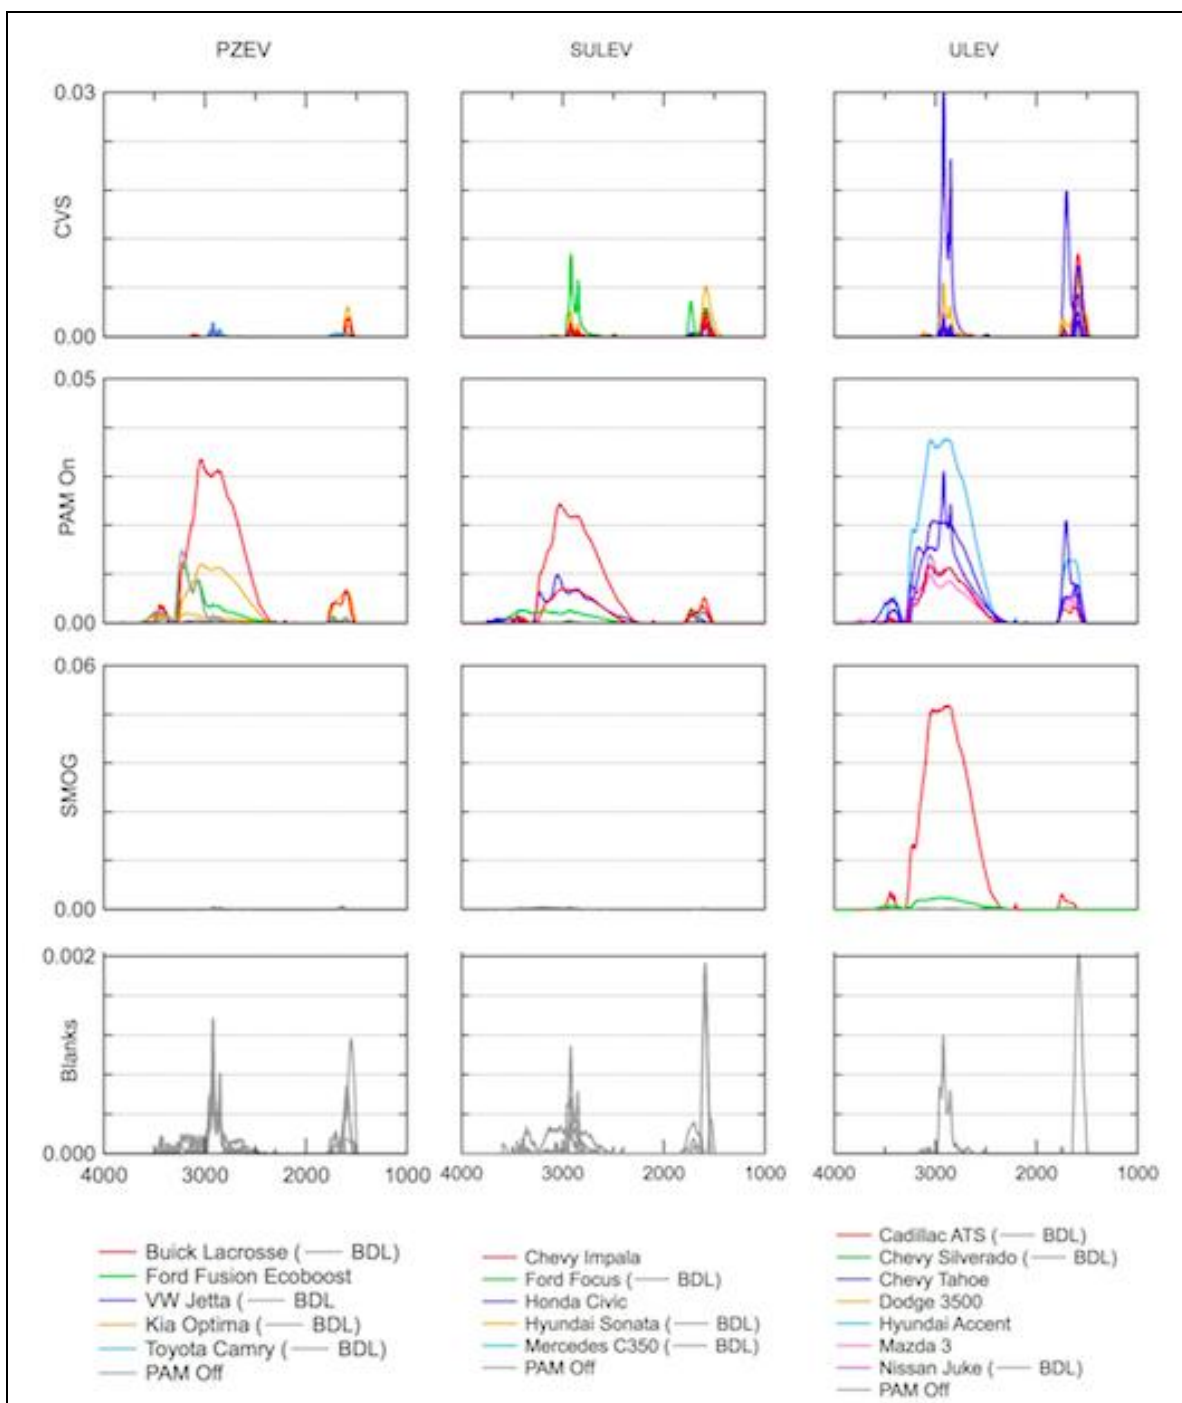 PZEV SULEV ULEV
0.03
CVS
0.00
0.05
PAM On
0.00
0.06
SMOG
0.00
0.002
Blanks
0.000
4000 3000 2000 1000 4000 3000 2000 1000 4000 3000 2000 1000
Buick Lacrosse ( — BDL)
Ford Fusion Ecoboost
VW Jetta ( — BDL
Kia Optima ( — BDL)
Toyota Camry ( — BDL)
PAM Off
Chevy Impala
Ford Focus ( — BDL)
Honda Civic
Hyundai Sonata ( — BDL)
Mercedes C350 ( — BDL)
PAM Off
Cadillac ATS ( — BDL)
Chevy Silverado ( — BDL)
Chevy Tahoe
Dodge 3500
Hyundai Accent
Mazda 3
Nissan Juke ( — BDL)
PAM Off